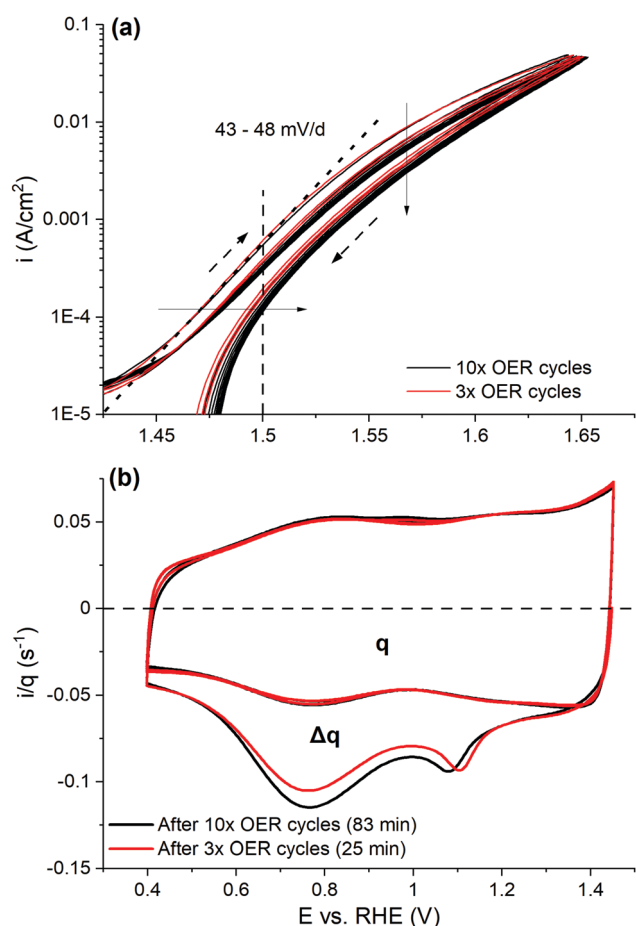 (a)
0.1
0.01
0.001
1E-4
1E-5
i (A/cm²)
43 - 48 mV/d
10x OER cycles
3x OER cycles
1.45
1.5
1.55
1.6
1.65
(b)
0.05
0
-0.05
-0.1
-0.15
i/q (s⁻¹)
q
Δq
After 10x OER cycles (83 min)
After 3x OER cycles (25 min)
0.4
0.6
0.8
1
1.2
1.4
E vs. RHE (V)